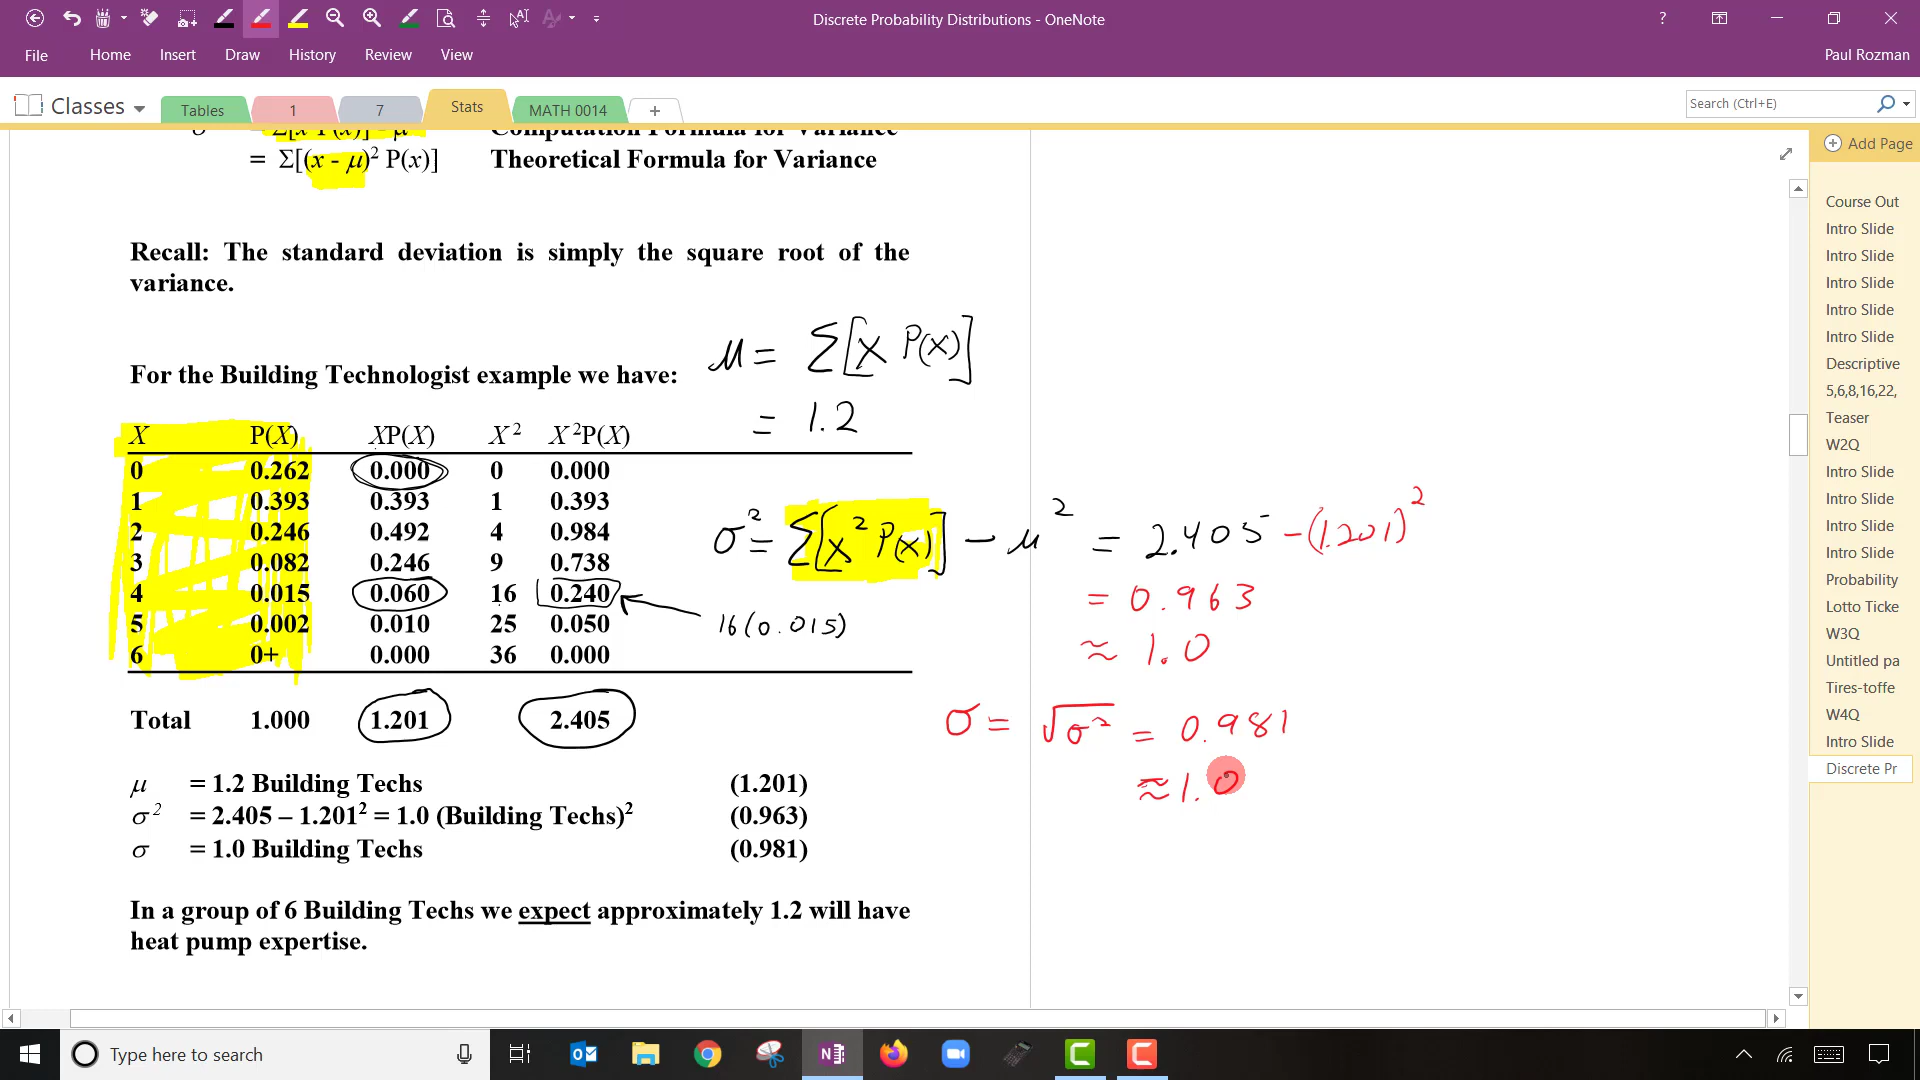 Discrete Probability Distributions - OneNote
?
File Home Insert Draw History Review View
Paul Rozman
Classes Tables 1 7 Stats MATH 0014 +
Search (Ctrl+E)
Add Page
= Σ[x² P(x)] - μ² Computation Formula for Variance
= Σ[(x - μ)² P(x)] Theoretical Formula for Variance
Recall: The standard deviation is simply the square root of the
variance.
μ = Σ[X P(X)]
= 1.2
For the Building Technologist example we have:
X P(X) XP(X) X² X²P(X)
0 0.262 0.000 0 0.000
1 0.393 0.393 1 0.393
2 0.246 0.492 4 0.984
3 0.082 0.246 9 0.738
4 0.015 0.060 16 0.240
5 0.002 0.010 25 0.050
6 0+ 0.000 36 0.000
Total 1.000 1.201 2.405
16(0.015)
σ² = Σ[X² P(X)] - μ² = 2.405 - (1.201)²
= 0.963
≈ 1.0
σ = √σ² = 0.981
≈ 1.0
μ = 1.2 Building Techs (1.201)
σ² = 2.405 – 1.201² = 1.0 (Building Techs)² (0.963)
σ = 1.0 Building Techs (0.981)
In a group of 6 Building Techs we expect approximately 1.2 will have
heat pump expertise.
Course Out
Intro Slide
Intro Slide
Intro Slide
Intro Slide
Intro Slide
Descriptive
5,6,8,16,22,
Teaser
W2Q
Intro Slide
Intro Slide
Intro Slide
Intro Slide
Probability
Lotto Ticke
W3Q
Untitled pa
Tires-toffe
W4Q
Intro Slide
Discrete Pr
Type here to search